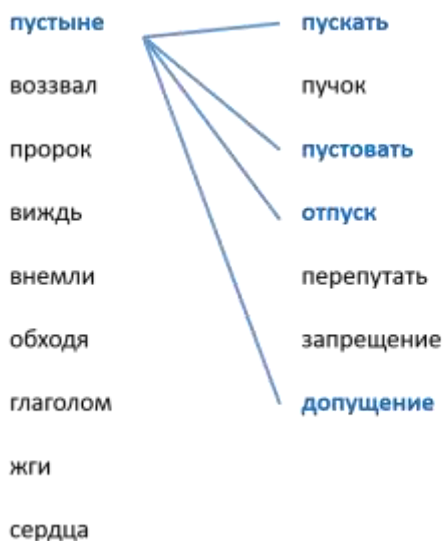 пустыне пускать
воззвал пучок
пророк пустовать
виждь отпуск
внемли перепутать
обходя запрещение
глаголом допущение
жги
сердца